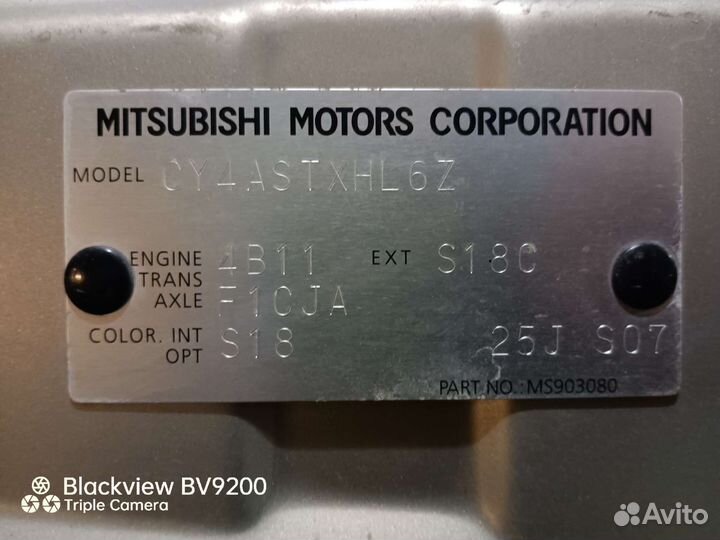 MITSUBISHI MOTORS CORPORATION
MODEL CY4ASTXHL6Z
ENGINE 4B11 EXT S18C
TRANS
AXLE F1CJA
COLOR. INT
OPT S18 25J S07
PART NO.: MS903080
Blackview BV9200
Triple Camera
Avito